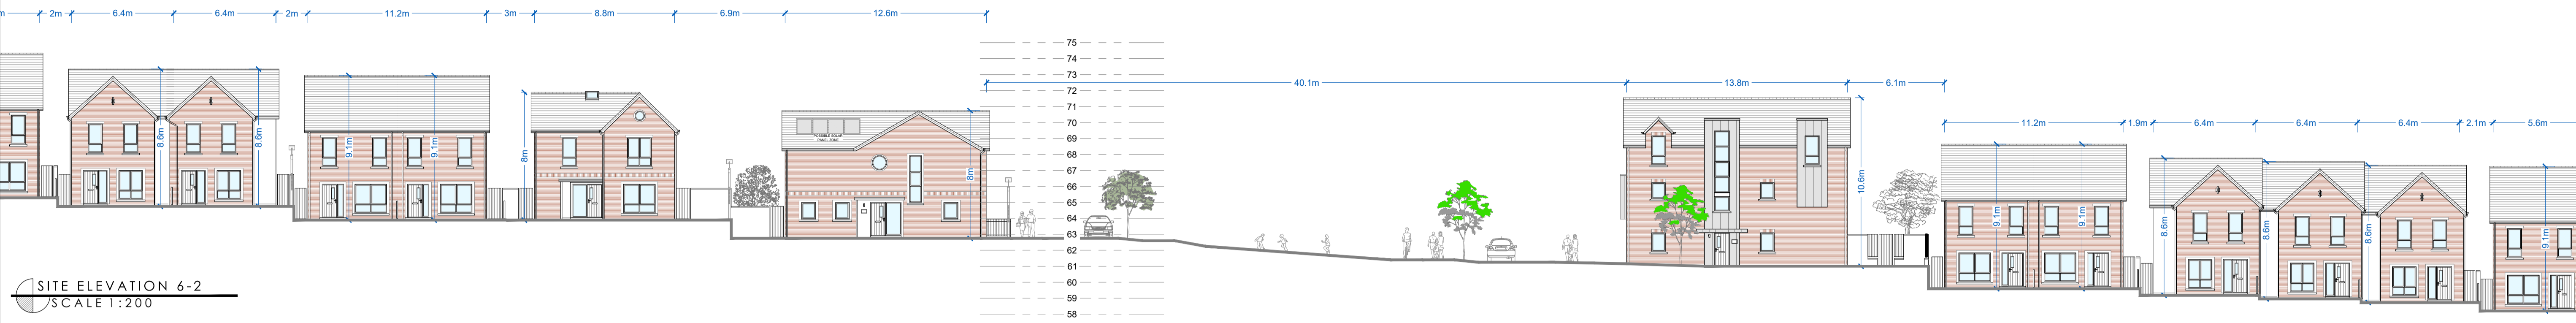 m 2m 6.4m 6.4m 2m 11.2m 3m 8.8m 6.9m 12.6m
75
74
73
72
71
70
69
68
67
66
65
64
63
62
61
60
59
58
40.1m 13.8m 6.1m
11.2m 1.9m 6.4m 6.4m 6.4m 2.1m 5.6m
POSSIBLE SOLAR
PANEL ZONE
8.6m 8.6m 9.1m 9.1m 8m 8m
10.6m 9.1m 9.1m 8.6m 8.6m 8.6m 9.1m
SITE ELEVATION 6-2
SCALE 1:200